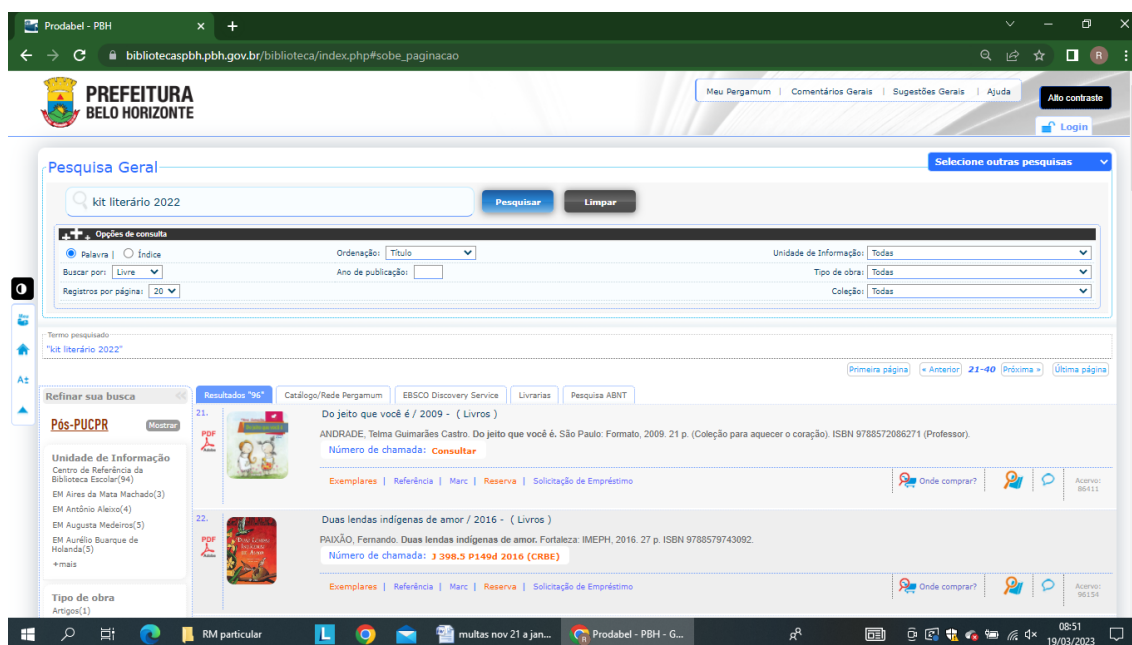 Prodabel - PBH
bibliotecaspbh.pbh.gov.br/biblioteca/index.php#sobe_paginacao
R
PREFEITURA
BELO HORIZONTE
Meu Pergamum | Comentários Gerais | Sugestões Gerais | Ajuda
Alto contraste
Login
Pesquisa Geral
Selecione outras pesquisas
kit literário 2022
Pesquisar
Limpar
Opções de consulta
Palavra | Índice
Ordenação: Título
Unidade de Informação: Todas
Buscar por: Livre
Ano de publicação:
Tipo de obra: Todas
Registros por página: 20
Coleção: Todas
Termo pesquisado
"kit literário 2022"
Primeira página
« Anterior
21-40
Próxima »
Última página
A±
Refinar sua busca
Resultados "96"
Catálogo/Rede Pergamum
EBSCO Discovery Service
Livrarias
Pesquisa ABNT
Pós-PUCPR
Mostrar
Unidade de Informação
Centro de Referência da
Biblioteca Escolar(94)
EM Aires da Mata Machado(3)
EM Antônio Aleixo(4)
EM Augusta Medeiros(5)
EM Aurélio Buarque de
Holanda(5)
+mais
Tipo de obra
Artigos(1)
21.
PDF
Do jeito que você é / 2009 - ( Livros )
ANDRADE, Telma Guimarães Castro. Do jeito que você é. São Paulo: Formato, 2009. 21 p. (Coleção para aquecer o coração). ISBN 9788572086271 (Professor).
Número de chamada: Consultar
Exemplares | Referência | Marc | Reserva | Solicitação de Empréstimo
Onde comprar?
Acervo:
86411
22.
PDF
Duas lendas indígenas de amor / 2016 - ( Livros )
PAIXÃO, Fernando. Duas lendas indígenas de amor. Fortaleza: IMEPH, 2016. 27 p. ISBN 9788579743092.
Número de chamada: J 398.5 P149d 2016 (CRBE)
Exemplares | Referência | Marc | Reserva | Solicitação de Empréstimo
Onde comprar?
Acervo:
96154
RM particular
L
multas nov 21 a jan...
Prodabel - PBH - G...
08:51
19/03/2023